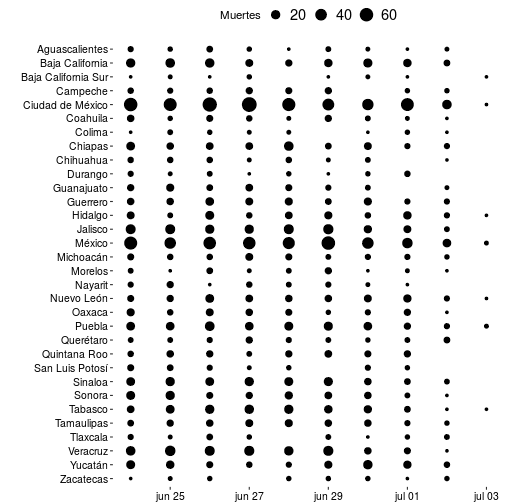 Muertes 20 40 60
Aguascalientes
Baja California
Baja California Sur
Campeche
Ciudad de México
Coahuila
Colima
Chiapas
Chihuahua
Durango
Guanajuato
Guerrero
Hidalgo
Jalisco
México
Michoacán
Morelos
Nayarit
Nuevo León
Oaxaca
Puebla
Querétaro
Quintana Roo
San Luis Potosí
Sinaloa
Sonora
Tabasco
Tamaulipas
Tlaxcala
Veracruz
Yucatán
Zacatecas
jun 25 jun 27 jun 29 jul 01 jul 03